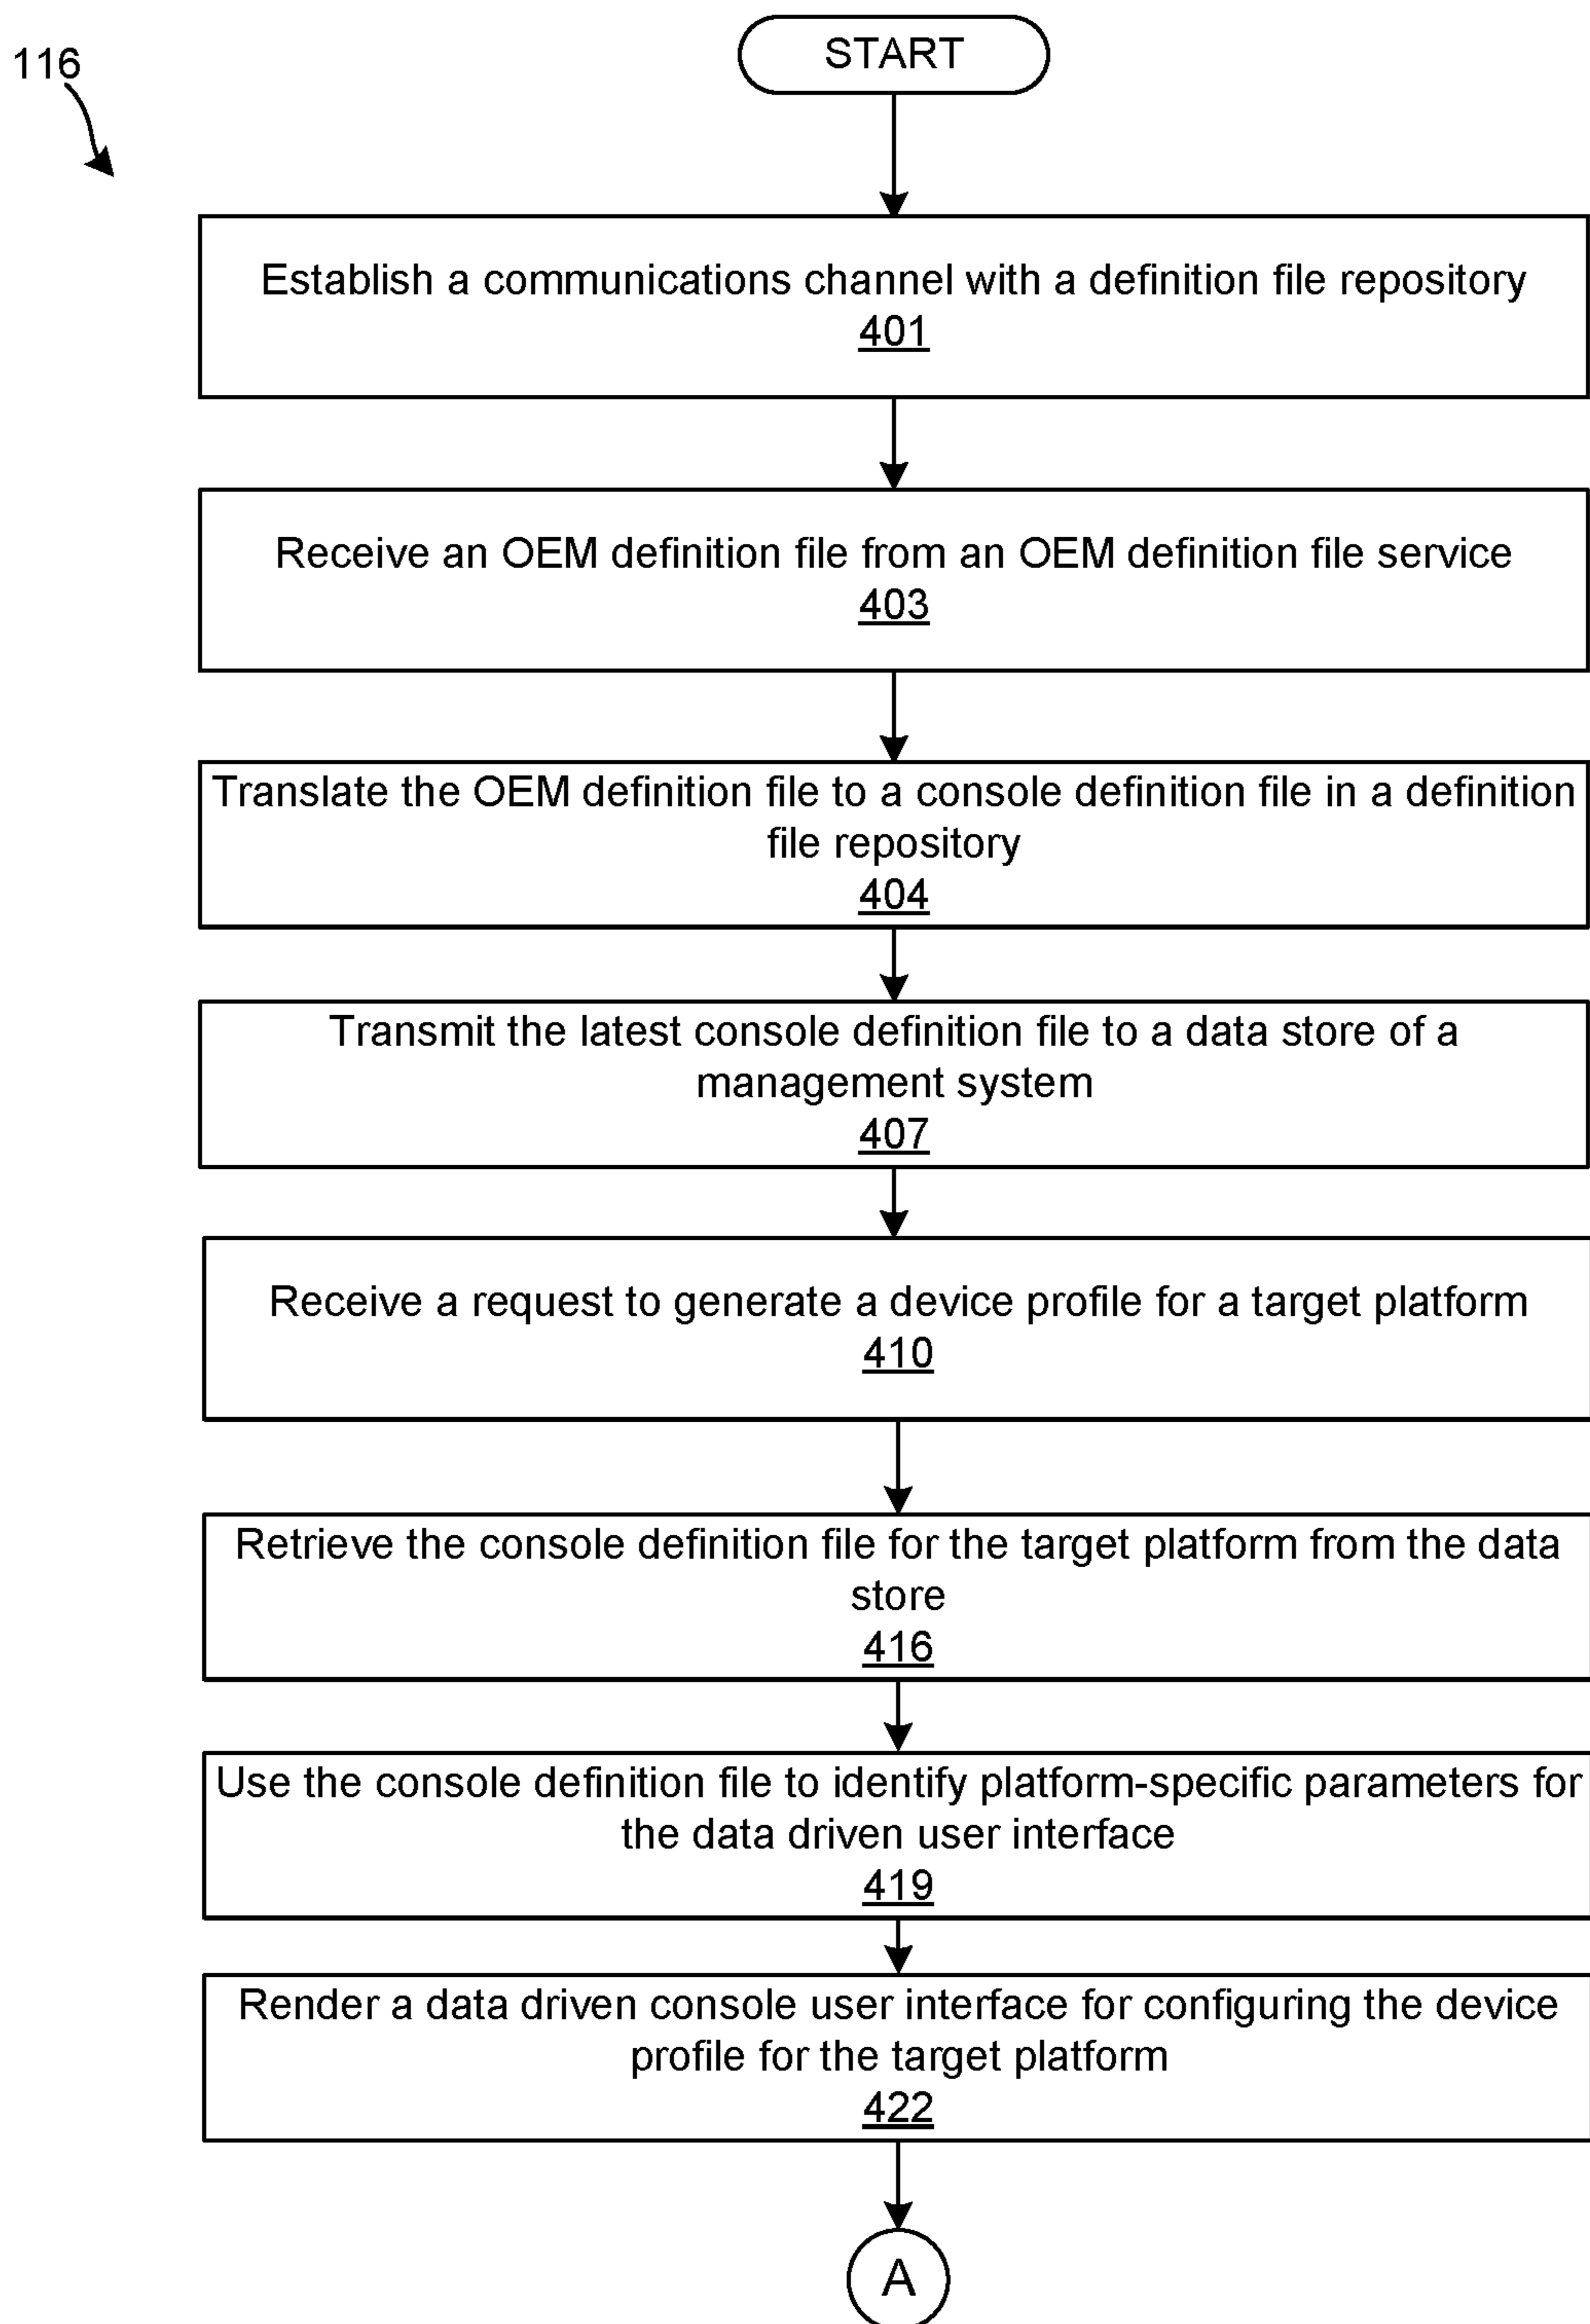 START
116
Establish a communications channel with a definition file repository
401
Receive an OEM definition file from an OEM definition file service
403
Translate the OEM definition file to a console definition file in a definition
file repository
404
Transmit the latest console definition file to a data store of a
management system
407
Receive a request to generate a device profile for a target platform
410
Retrieve the console definition file for the target platform from the data
store
416
Use the console definition file to identify platform-specific parameters for
the data driven user interface
419
Render a data driven console user interface for configuring the device
profile for the target platform
422
A